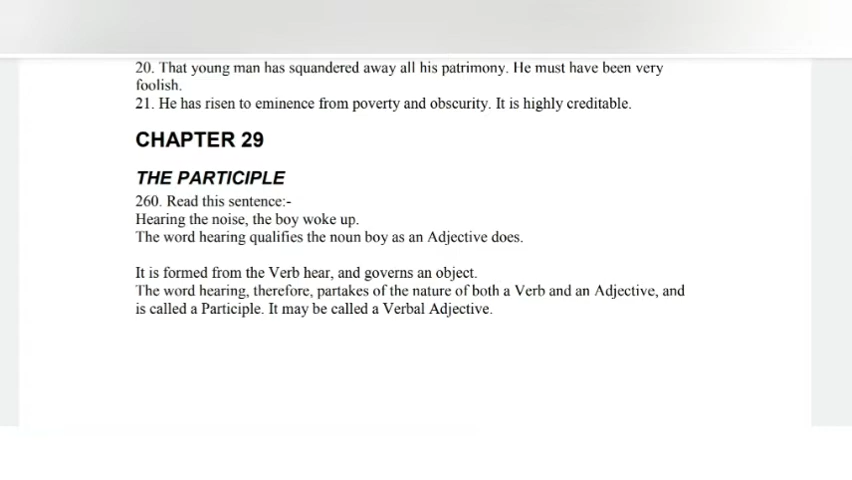 20. That young man has squandered away all his patrimony. He must have been very
foolish.
21. He has risen to eminence from poverty and obscurity. It is highly creditable.
CHAPTER 29
THE PARTICIPLE
260. Read this sentence:-
Hearing the noise, the boy woke up.
The word hearing qualifies the noun boy as an Adjective does.
It is formed from the Verb hear, and governs an object.
The word hearing, therefore, partakes of the nature of both a Verb and an Adjective, and
is called a Participle. It may be called a Verbal Adjective.